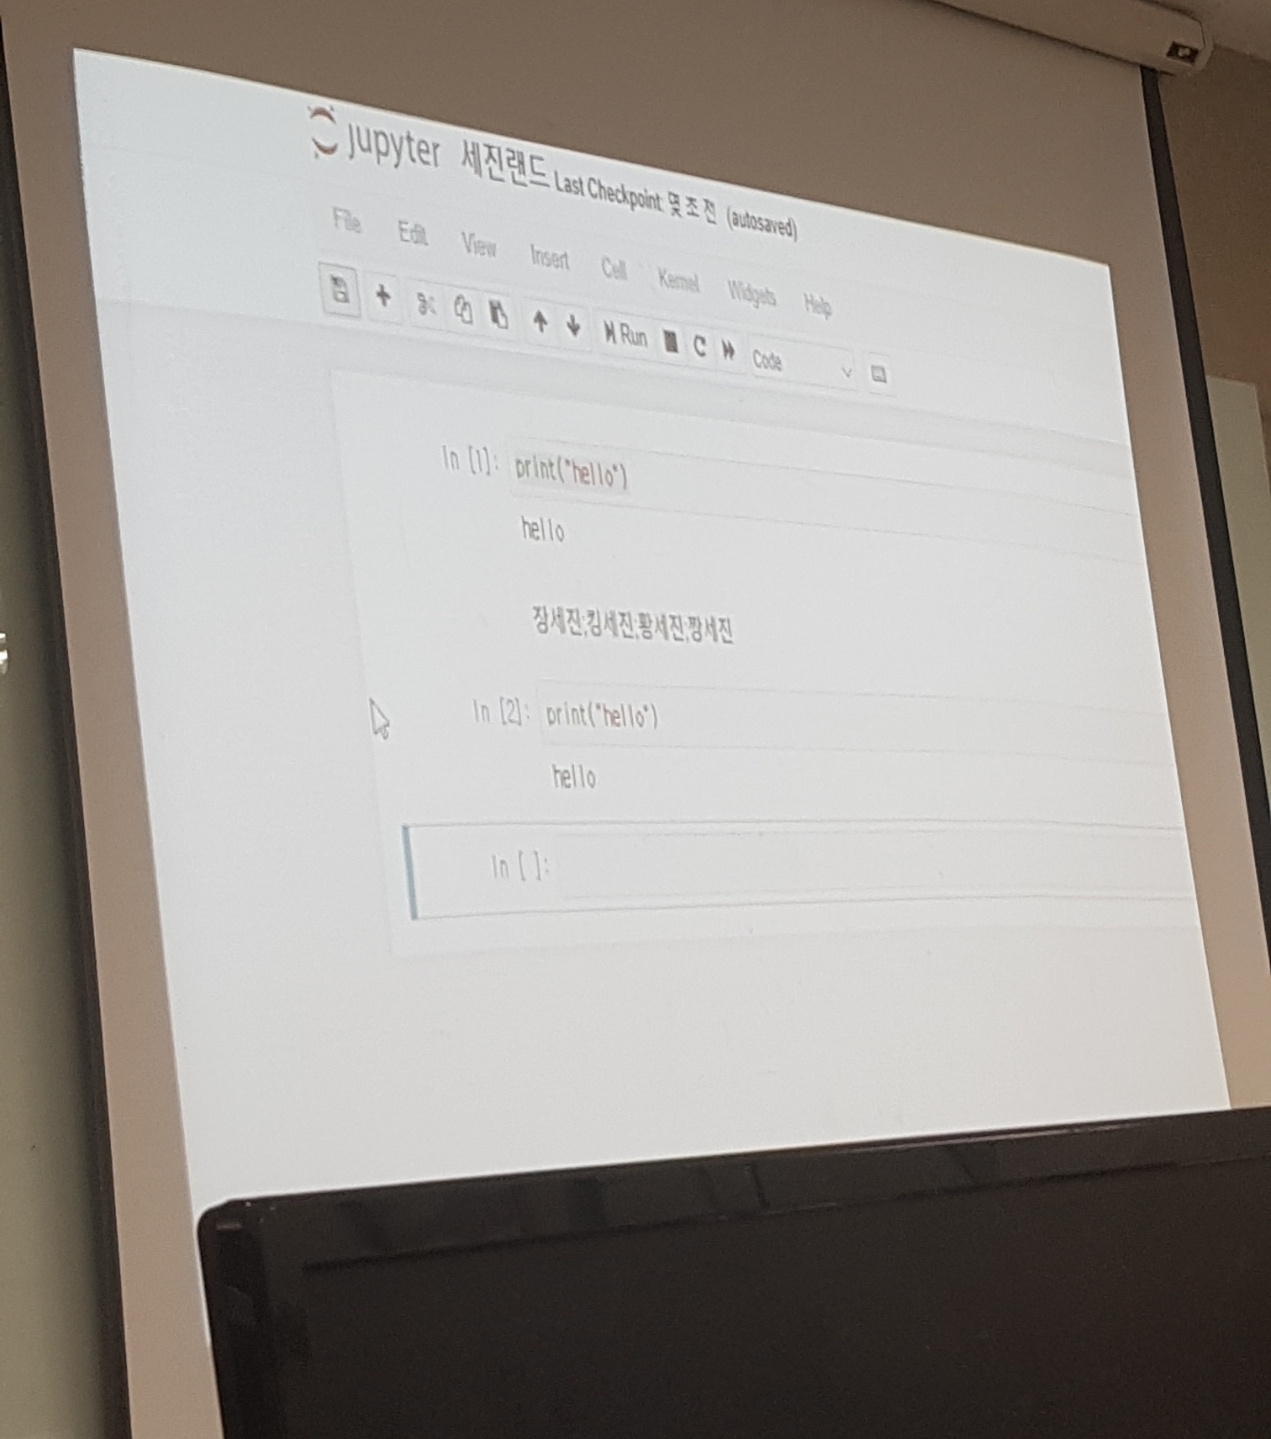 jupyter 세진랜드 Last Checkpoint: 몇 초 전 (autosaved)
File Edit View Insert Cell Kernel Widgets Help
Run Code
In [1]: print("hello")
hello
장세진;킹세진;황세진;짱세진
In [2]: print("hello")
hello
In [ ]: